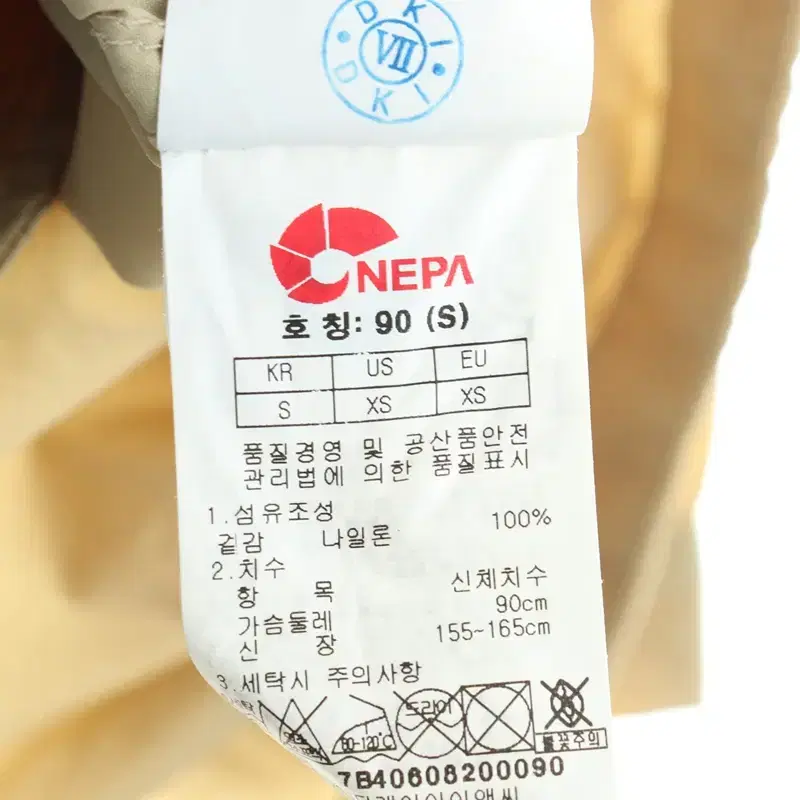 DKI
VII
DKI
NEPA
호 칭: 90 (S)
KR US EU
S XS XS
품질경영 및 공산품안전
관리법에 의한 품질표시
1.섬유조성
겉감 나일론 100%
2.치수
항 목 신체치수
가슴둘레 90cm
신 장 155~165cm
3.세탁시 주의사항
드라이
80-120℃
불꽃주의
7B40608200090